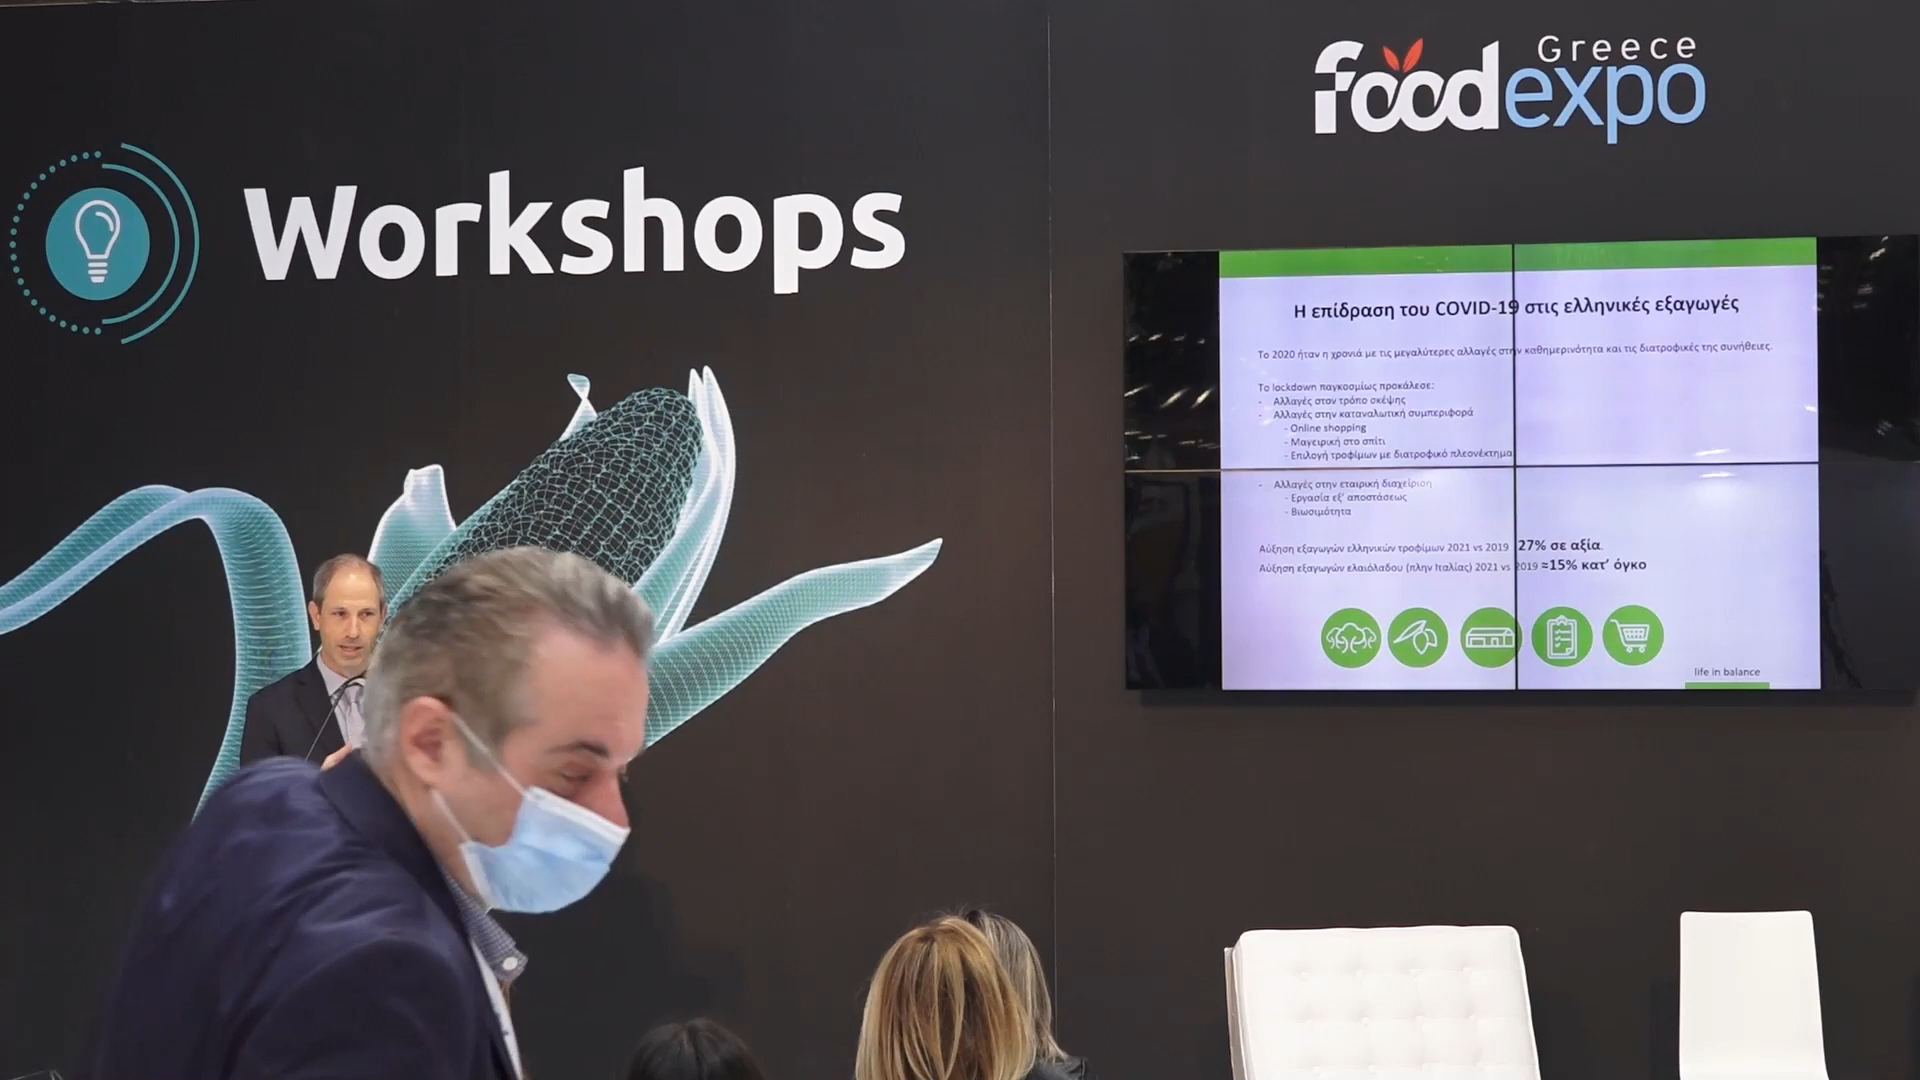 Workshops
Greece
foodexpo
Η επίδραση του COVID-19 στις ελληνικές εξαγωγές
Το 2020 ήταν η χρονιά με τις μεγαλύτερες αλλαγές στην καθημερινότητα και τις διατροφικές της συνήθειες.
Το lockdown παγκοσμίως προκάλεσε:
- Αλλαγές στον τρόπο σκέψης
- Αλλαγές στην καταναλωτική συμπεριφορά
- Online shopping
- Μαγειρική στο σπίτι
- Επιλογή τροφίμων με διατροφικό πλεονέκτημα
- Αλλαγές στην εταιρική διαχείριση
- Εργασία εξ' αποστάσεως
- Βιωσιμότητα
Αύξηση εξαγωγών ελληνικών τροφίμων 2021 vs 2019 27% σε αξία
Αύξηση εξαγωγών ελαιόλαδου (πλην Ιταλίας) 2021 vs 2019 ≈15% κατ' όγκο
life in balance